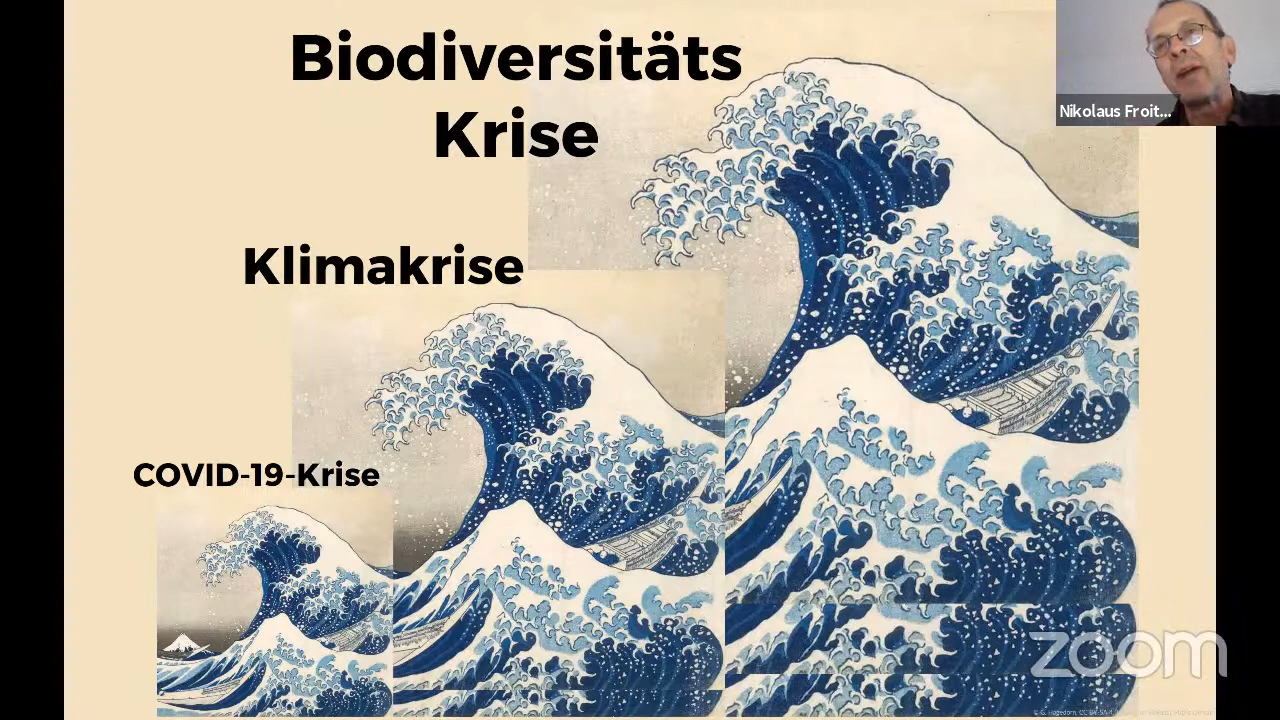 Biodiversitäts
Krise
Nikolaus Froit...
Klimakrise
COVID-19-Krise
zoom